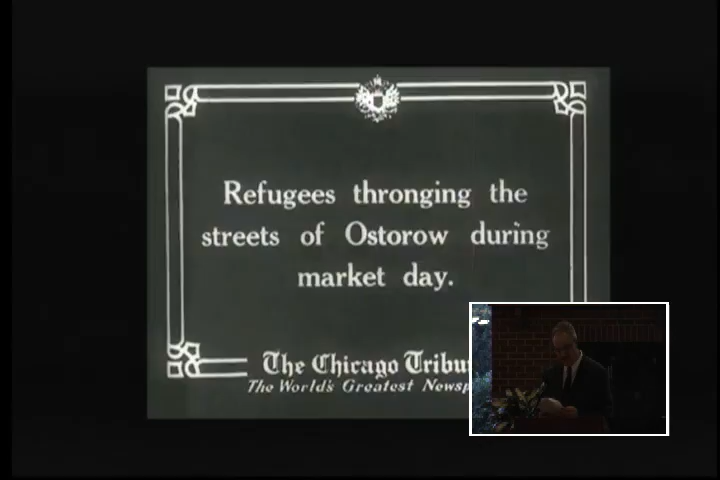 Refugees thronging the
streets of Ostorow during
market day.
The Chicago
The World's Greatest